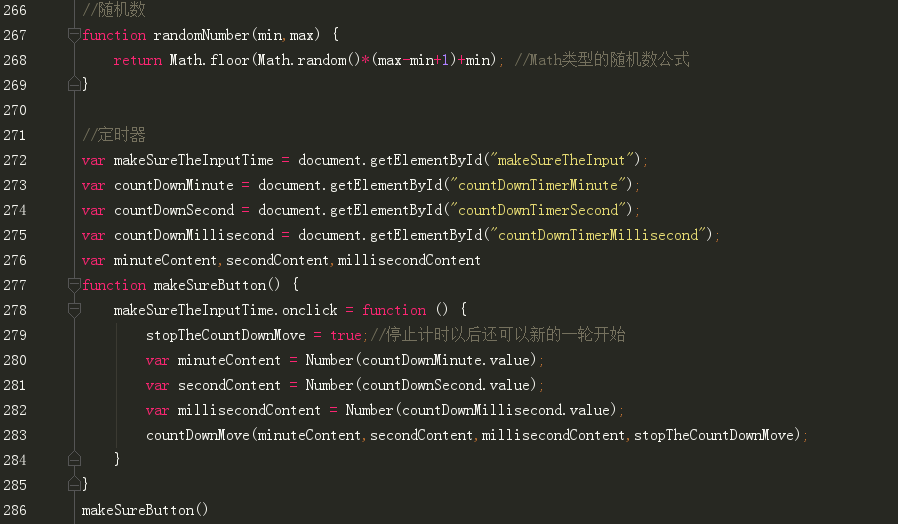 266 //随机数
267 function randomNumber(min,max) {
268 return Math.floor(Math.random()*(max-min+1)+min); //Math类型的随机数公式
269 }
270
271 //定时器
272 var makeSureTheInputTime = document.getElementById("makeSureTheInput");
273 var countDownMinute = document.getElementById("countDownTimerMinute");
274 var countDownSecond = document.getElementById("countDownTimerSecond");
275 var countDownMillisecond = document.getElementById("countDownTimerMillisecond");
276 var minuteContent,secondContent,millisecondContent
277 function makeSureButton() {
278 makeSureTheInputTime.onclick = function () {
279 stopTheCountDownMove = true;//停止计时以后还可以新的一轮开始
280 var minuteContent = Number(countDownMinute.value);
281 var secondContent = Number(countDownSecond.value);
282 var millisecondContent = Number(countDownMillisecond.value);
283 countDownMove(minuteContent,secondContent,millisecondContent,stopTheCountDownMove);
284 }
285 }
286 makeSureButton()